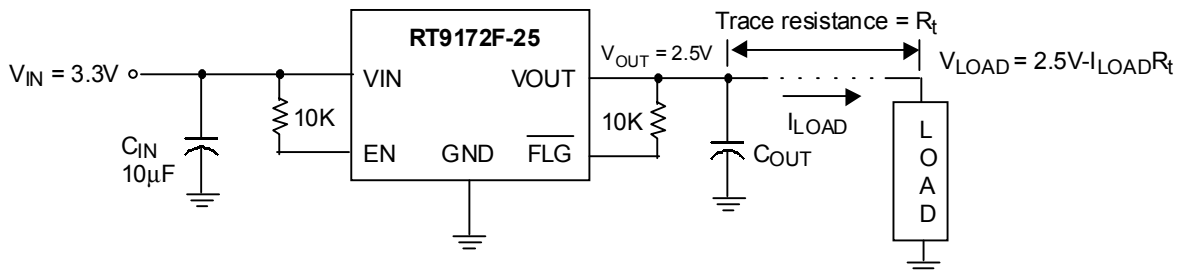 Trace resistance = Rt
RT9172F-25
VOUT = 2.5V
VLOAD = 2.5V-ILOADRt
VIN = 3.3V
VIN
VOUT
10K
10K
ILOAD
CIN
10µF
EN
GND
FLG
COUT
LOAD